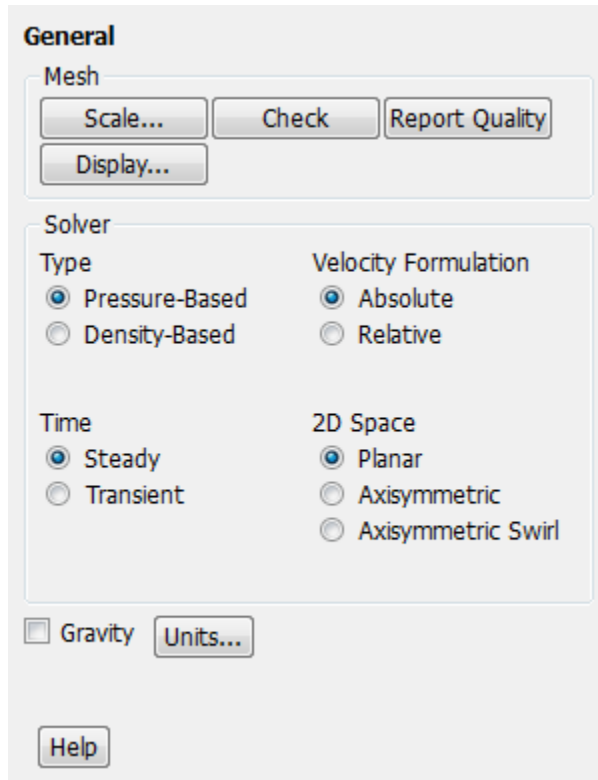 General
Mesh
Scale... Check Report Quality
Display...
Solver
Type Velocity Formulation
Pressure-Based Absolute
Density-Based Relative
Time 2D Space
Steady Planar
Transient Axisymmetric
Axisymmetric Swirl
Gravity Units...
Help